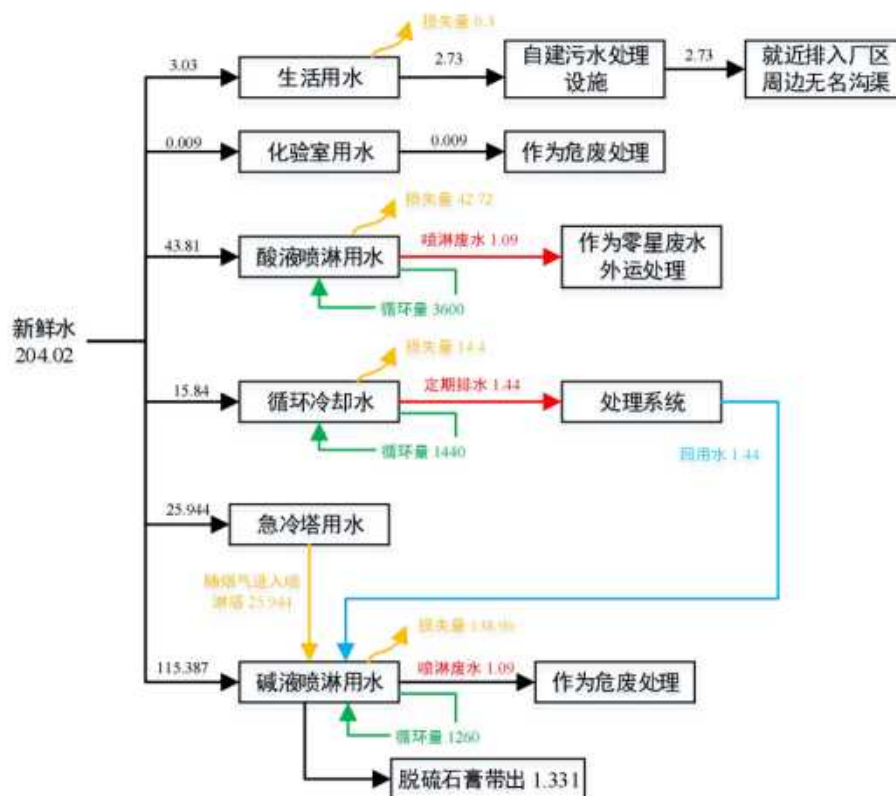 损失量 0.3
3.03
生活用水
2.73
自建污水处理
设施
2.73
就近排入厂区
周边无名沟渠
0.009
化验室用水
0.009
作为危废处理
损失量 42.72
43.81
酸液喷淋用水
喷淋废水 1.09
作为零星废水
外运处理
循环量 3600
新鲜水
204.02
损失量 14.4
15.84
循环冷却水
定期排水 1.44
处理系统
循环量 1440
回用水 1.44
25.944
急冷塔用水
随烟气进入喷
淋塔 25.944
损失量
115.387
碱液喷淋用水
喷淋废水 1.09
作为危废处理
循环量 1260
脱硫石膏带出 1.331